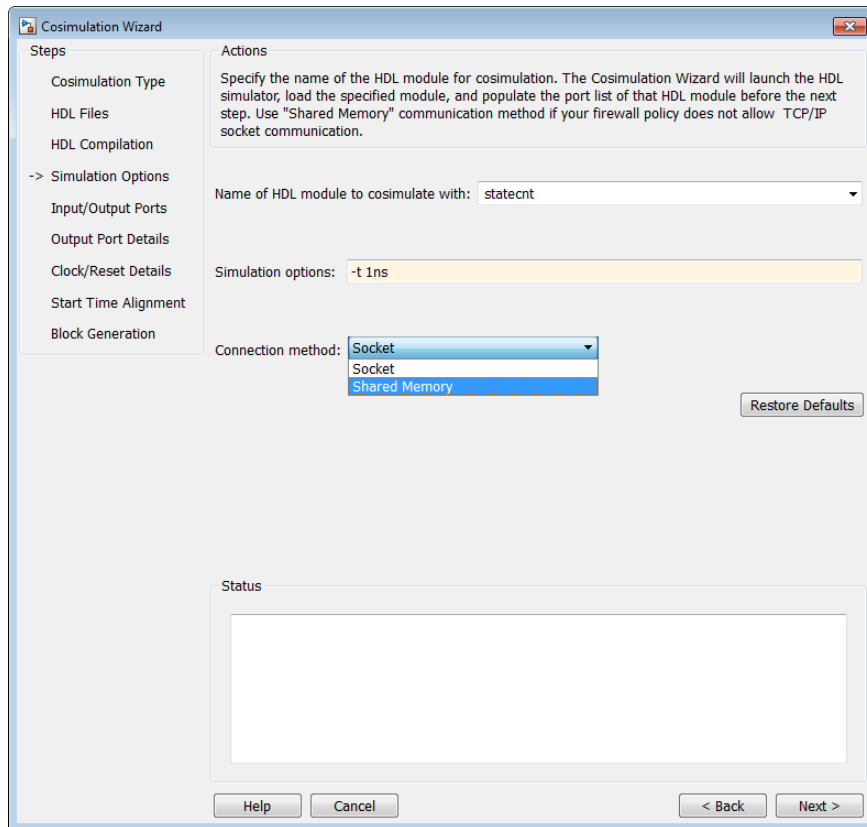 Cosimulation Wizard
Steps
Cosimulation Type
HDL Files
HDL Compilation
-> Simulation Options
Input/Output Ports
Output Port Details
Clock/Reset Details
Start Time Alignment
Block Generation
Actions
Specify the name of the HDL module for cosimulation. The Cosimulation Wizard will launch the HDL
simulator, load the specified module, and populate the port list of that HDL module before the next
step. Use "Shared Memory" communication method if your firewall policy does not allow TCP/IP
socket communication.
Name of HDL module to cosimulate with: statecnt
Simulation options: -t 1ns
Connection method: Socket
Socket
Shared Memory
Restore Defaults
Status
Help Cancel < Back Next >